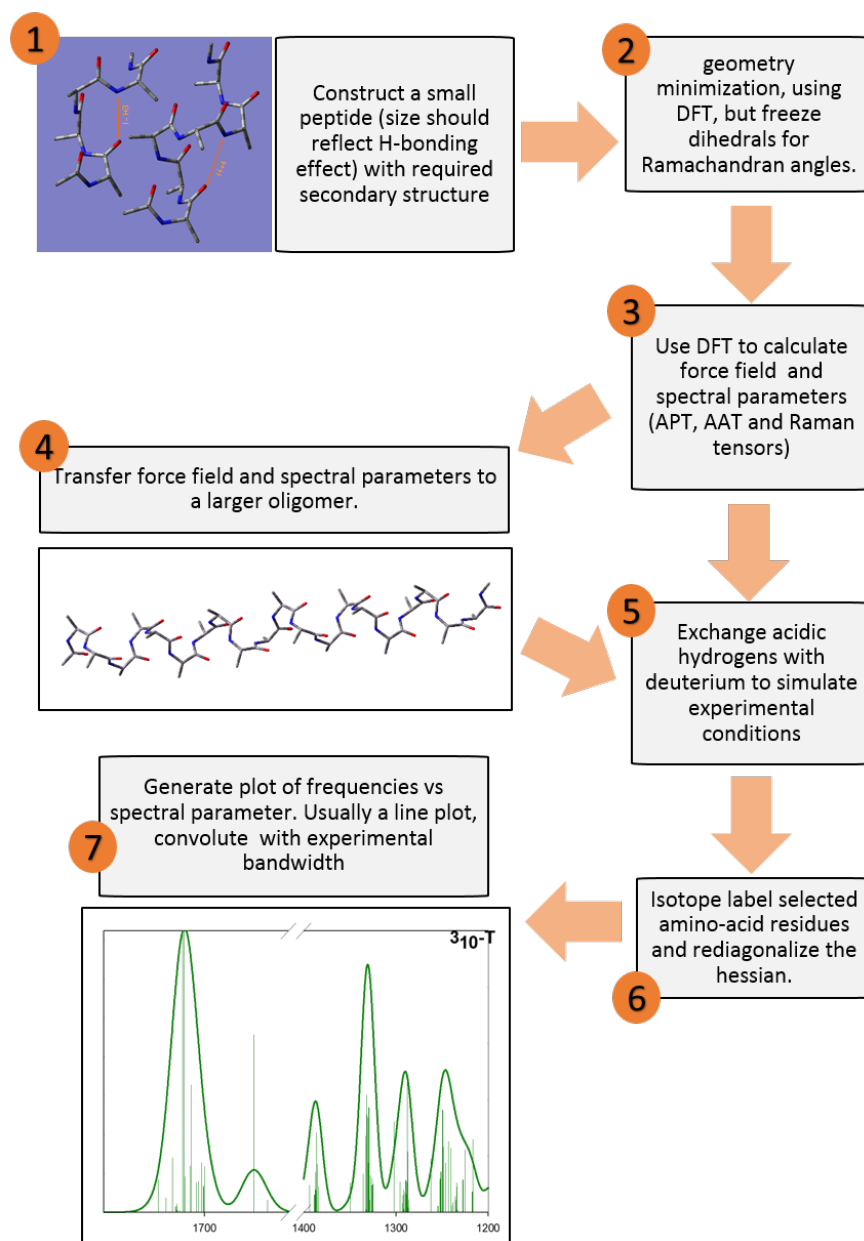 1
Construct a small
peptide (size should
reflect H-bonding
effect) with required
secondary structure
2
geometry
minimization, using
DFT, but freeze
dihedrals for
Ramachandran angles.
3
Use DFT to calculate
force field and
spectral parameters
(APT, AAT and Raman
tensors)
4
Transfer force field and spectral parameters to
a larger oligomer.
5
Exchange acidic
hydrogens with
deuterium to simulate
experimental
conditions
6
Isotope label selected
amino-acid residues
and rediagonalize the
hessian.
7
Generate plot of frequencies vs
spectral parameter. Usually a line plot,
convolute with experimental
bandwidth
3₁₀-T
1700 1400 1300 1200